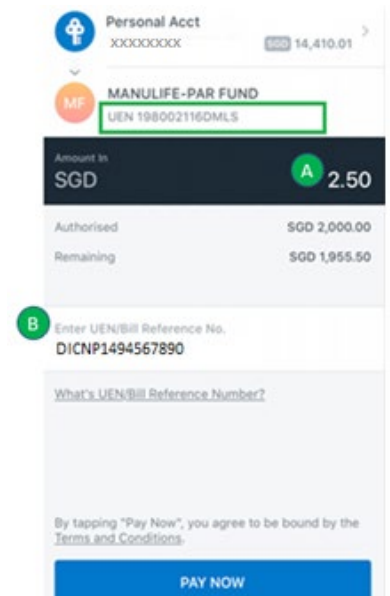 Personal Acct
XXXXXXXX
SGD 14,410.01
MF
MANULIFE-PAR FUND
UEN 198002116DMLS
Amount In
SGD
A
2.50
Authorised SGD 2,000.00
Remaining SGD 1,955.50
B
Enter UEN/Bill Reference No.
DICNP1494567890
What's UEN/Bill Reference Number?
By tapping "Pay Now", you agree to be bound by the
Terms and Conditions.
PAY NOW